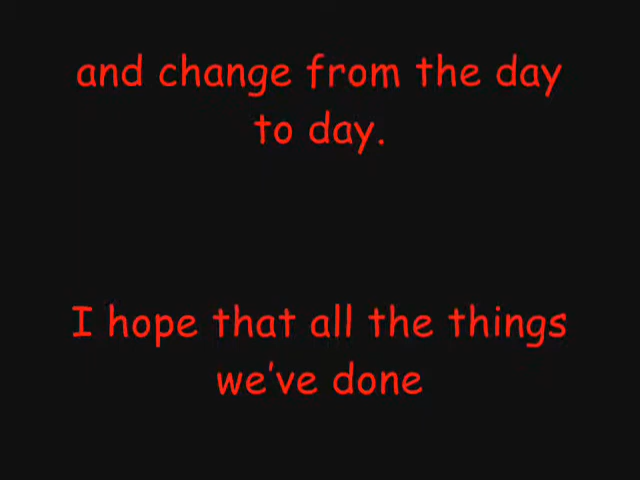 and change from the day
to day.
I hope that all the things
we've done